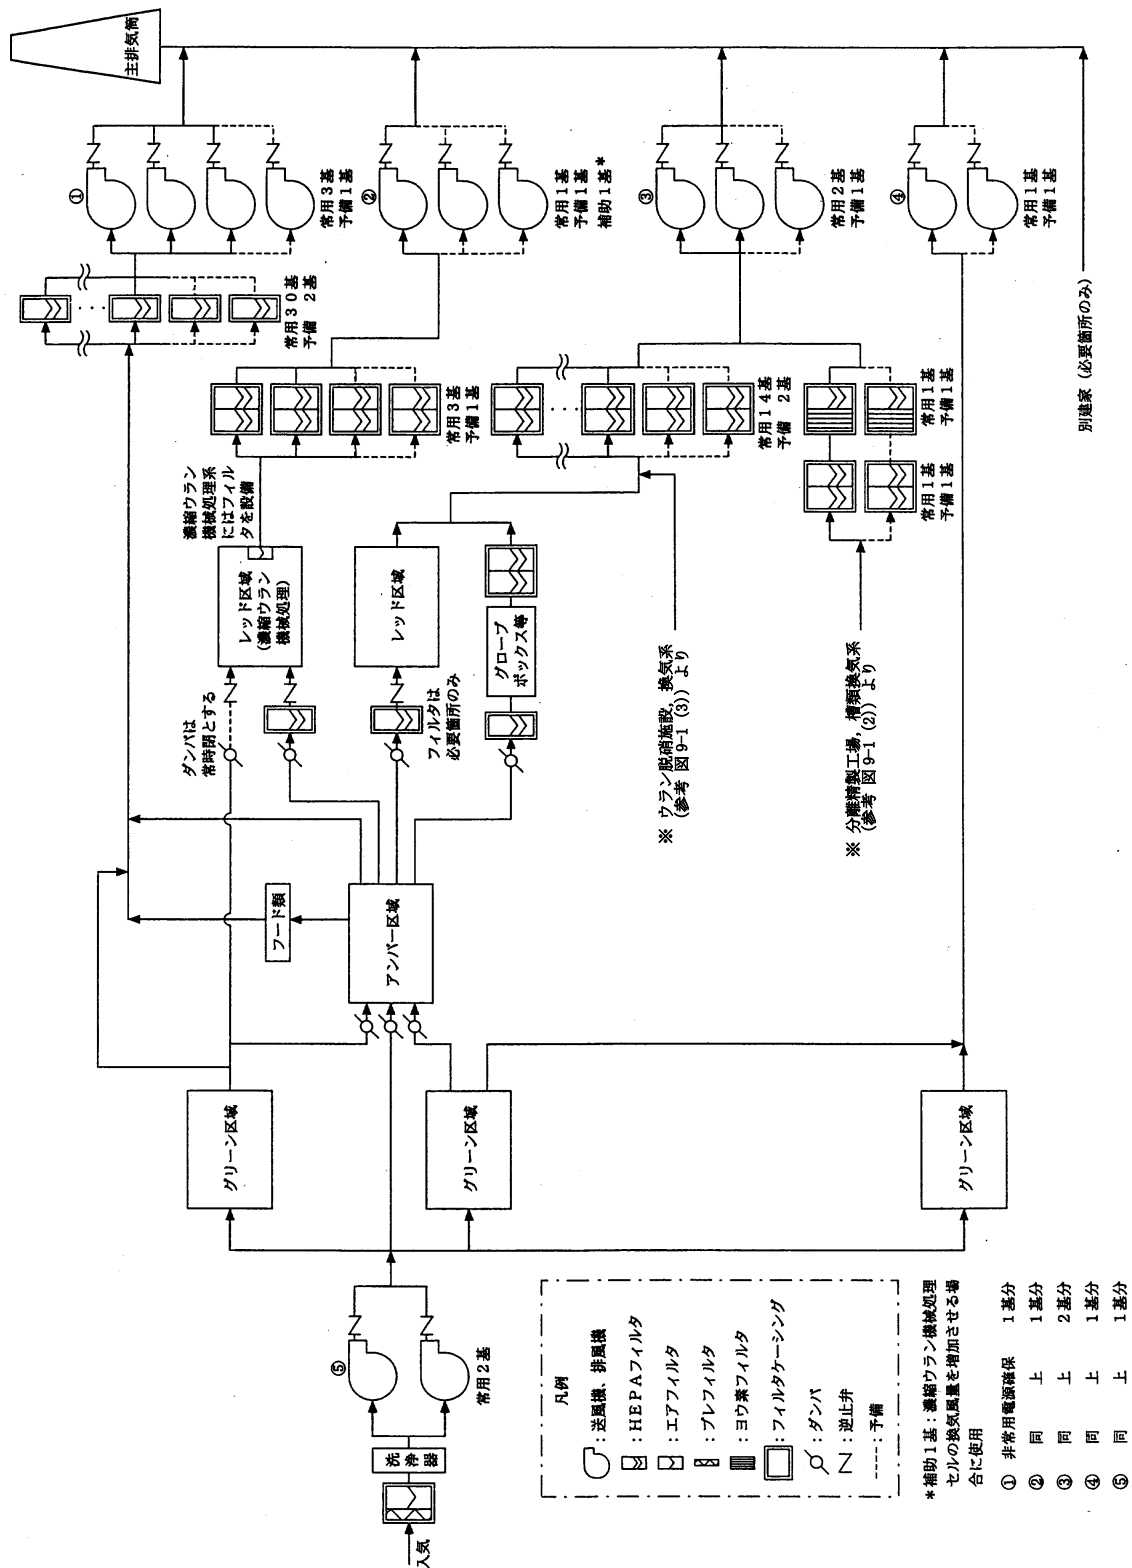 主排気筒
①
常用3基
予備1基
②
常用1基
予備1基
補助1基*
③
常用2基
予備1基
④
常用1基
予備1基
常用30基
予備 2基
常用3基
予備1基
常用14基
予備 2基
常用1基
予備1基
常用1基
予備1基
別建家 (必要箇所のみ)
濃縮ウラン
機械処理系
にはフィル
タを設備
レッド区域
(濃縮ウラン
機械処理)
レッド区域
グローブ
ボックス等
ダンパは
常時閉とする
フィルタは
必要箇所のみ
※ ウラン脱硝施設,換気系
(参考 図9-1 (3)) より
※ 分離精製工場,槽類換気系
(参考 図9-1 (2)) より
フード類
アンバー区域
グリーン区域
グリーン区域
グリーン区域
⑤
常用2基
洗浄器
入気
凡例
:送風機、排風機
:HEPAフィルタ
:エアフィルタ
:プレフィルタ
:ヨウ素フィルタ
:フィルタケーシング
:ダンパ
:逆止弁
:予備
*補助1基:濃縮ウラン機械処理
セルの換気風量を増加させる場
合に使用
① 非常用電源確保 1基分
② 同 上 1基分
③ 同 上 2基分
④ 同 上 1基分
⑤ 同 上 1基分